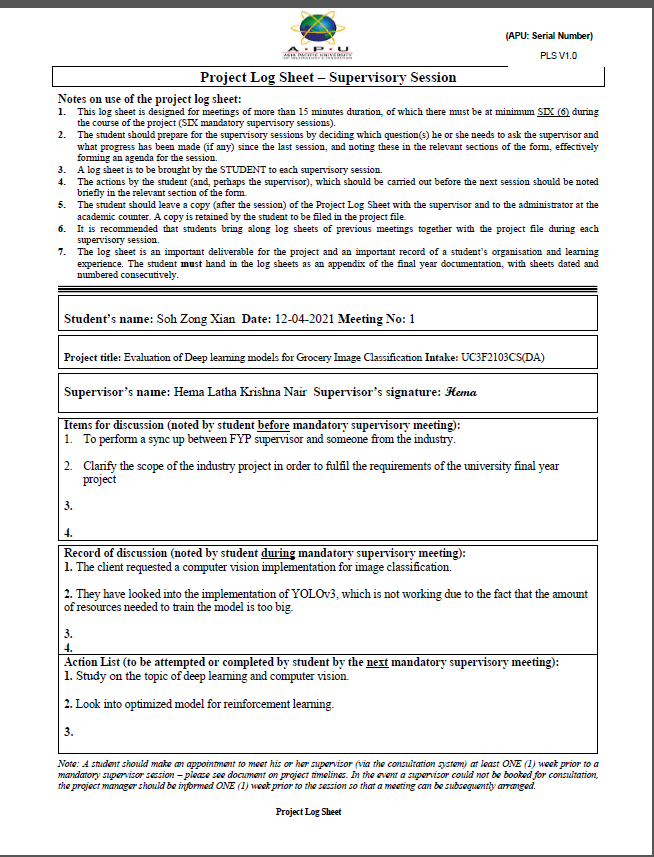 (APU: Serial Number)
A·P·U
ASIA PACIFIC UNIVERSITY
PLS V1.0
Project Log Sheet – Supervisory Session
Notes on use of the project log sheet:
1. This log sheet is designed for meetings of more than 15 minutes duration, of which there must be at minimum SIX (6) during
the course of the project (SIX mandatory supervisory sessions).
2. The student should prepare for the supervisory sessions by deciding which question(s) he or she needs to ask the supervisor and
what progress has been made (if any) since the last session, and noting these in the relevant sections of the form, effectively
forming an agenda for the session.
3. A log sheet is to be brought by the STUDENT to each supervisory session.
4. The actions by the student (and, perhaps the supervisor), which should be carried out before the next session should be noted
briefly in the relevant section of the form.
5. The student should leave a copy (after the session) of the Project Log Sheet with the supervisor and to the administrator at the
academic counter. A copy is retained by the student to be filed in the project file.
6. It is recommended that students bring along log sheets of previous meetings together with the project file during each
supervisory session.
7. The log sheet is an important deliverable for the project and an important record of a student's organisation and learning
experience. The student must hand in the log sheets as an appendix of the final year documentation, with sheets dated and
numbered consecutively.
Student's name: Soh Zong Xian Date: 12-04-2021 Meeting No: 1
Project title: Evaluation of Deep learning models for Grocery Image Classification Intake: UC3F2103CS(DA)
Supervisor's name: Hema Latha Krishna Nair Supervisor's signature: Hema
Items for discussion (noted by student before mandatory supervisory meeting):
1. To perform a sync up between FYP supervisor and someone from the industry.
2. Clarify the scope of the industry project in order to fulfil the requirements of the university final year
project
3.
4.
Record of discussion (noted by student during mandatory supervisory meeting):
1. The client requested a computer vision implementation for image classification.
2. They have looked into the implementation of YOLOv3, which is not working due to the fact that the amount
of resources needed to train the model is too big.
3.
4.
Action List (to be attempted or completed by student by the next mandatory supervisory meeting):
1. Study on the topic of deep learning and computer vision.
2. Look into optimized model for reinforcement learning.
3.
Note: A student should make an appointment to meet his or her supervisor (via the consultation system) at least ONE (1) week prior to a
mandatory supervisor session – please see document on project timelines. In the event a supervisor could not be booked for consultation,
the project manager should be informed ONE (1) week prior to the session so that a meeting can be subsequently arranged.
Project Log Sheet